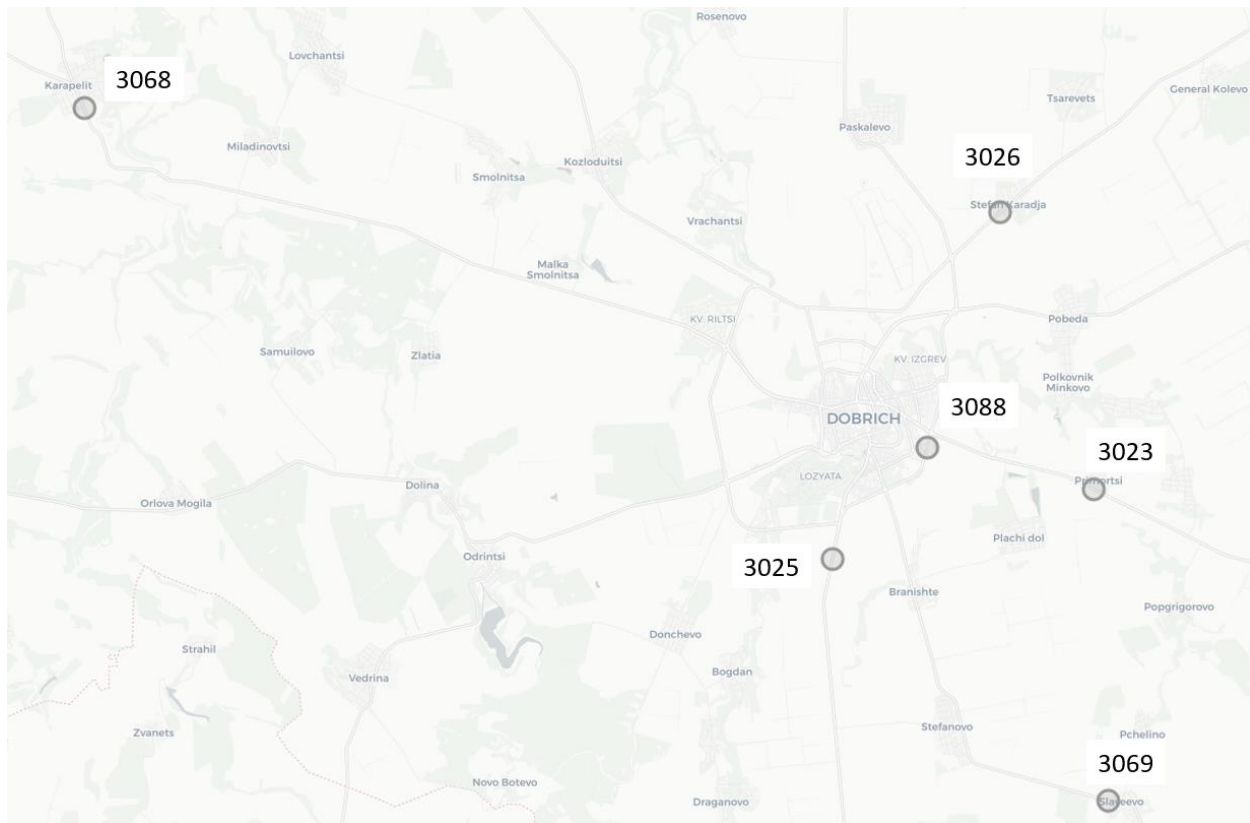 Rosenovo
Lovchantsi
3068
Karapelit
General Kolevo
Tsarevets
Paskalevo
Miladinovtsi
3026
Kozloduitsi
Smolnitsa
Stefan Karadja
Vrachantsi
Malka
Smolnitsa
KV. RILTSI
Pobeda
Samuilovo
Zlatia
KV. IZGREV
Polkovnik
Minkovo
3088
DOBRICH
3023
LOZYATA
Primortsi
Dolina
Orlova Mogila
Plachi dol
Odrintsi
3025
Branishte
Popgrigorovo
Donchevo
Strahil
Bogdan
Vedrina
Stefanovo
Zvanets
Pchelino
3069
Novo Botevo
Draganovo
Slaveevo